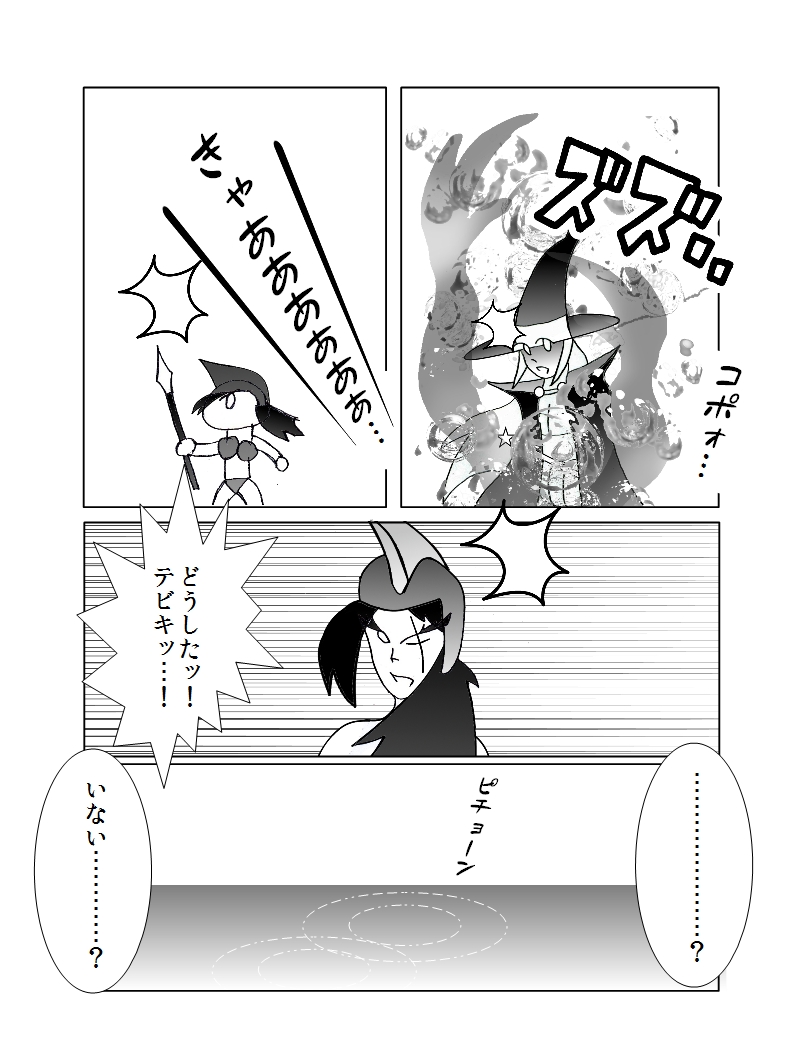 ズズ…
コポォ…
きゃあああああああ…
どうしたッ！
テビキッ…！
………………？
ピチョーン
いない…………？